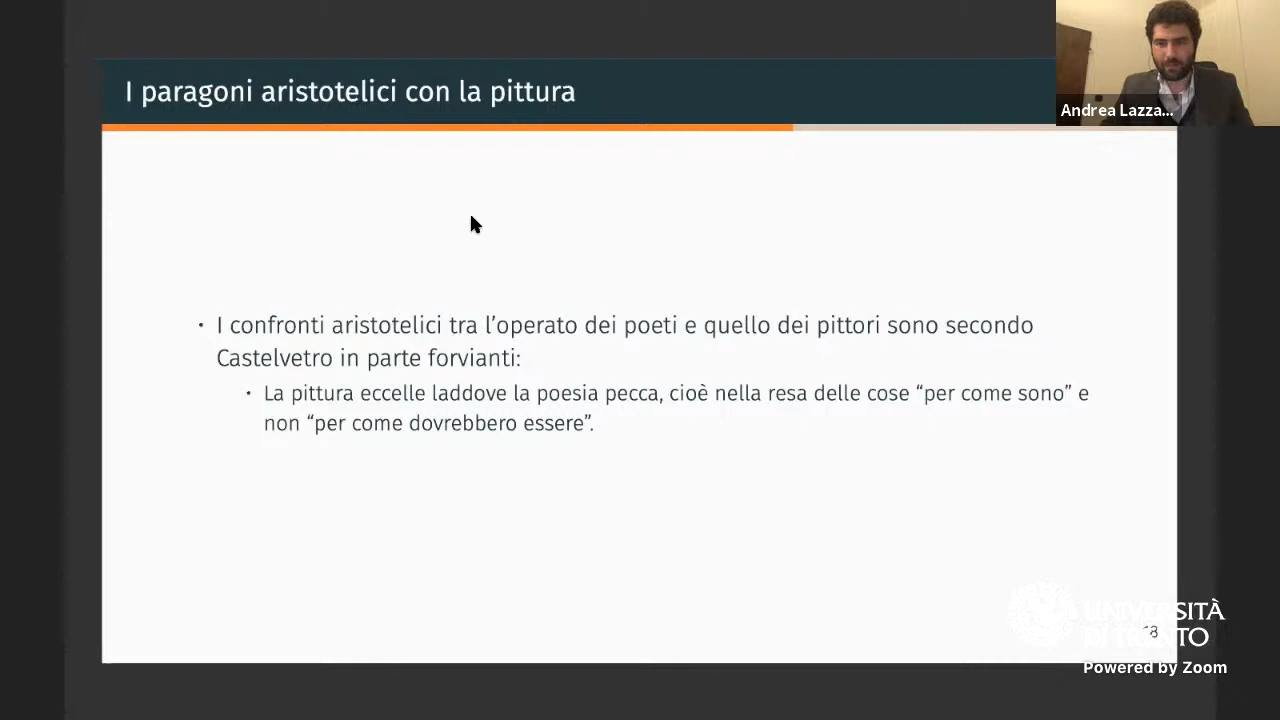 I paragoni aristotelici con la pittura
Andrea Lazza...
• I confronti aristotelici tra l’operato dei poeti e quello dei pittori sono secondo
Castelvetro in parte forvianti:
• La pittura eccelle laddove la poesia pecca, cioè nella resa delle cose “per come sono” e
non “per come dovrebbero essere”.
UNIVERSITÀ
DI TRENTO
Powered by Zoom